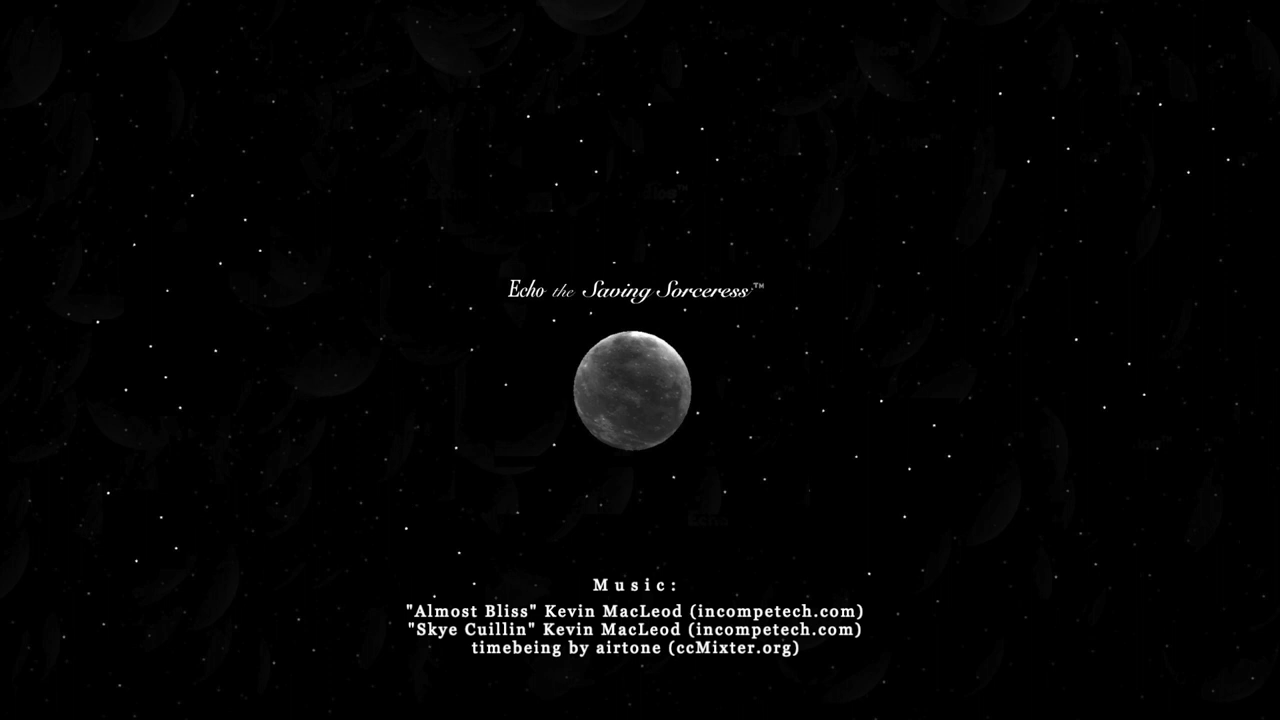 Echo the Saving Sorceress™
Music:
"Almost Bliss" Kevin MacLeod (incompetech.com)
"Skye Cuillin" Kevin MacLeod (incompetech.com)
timebeing by airtone (ccMixter.org)